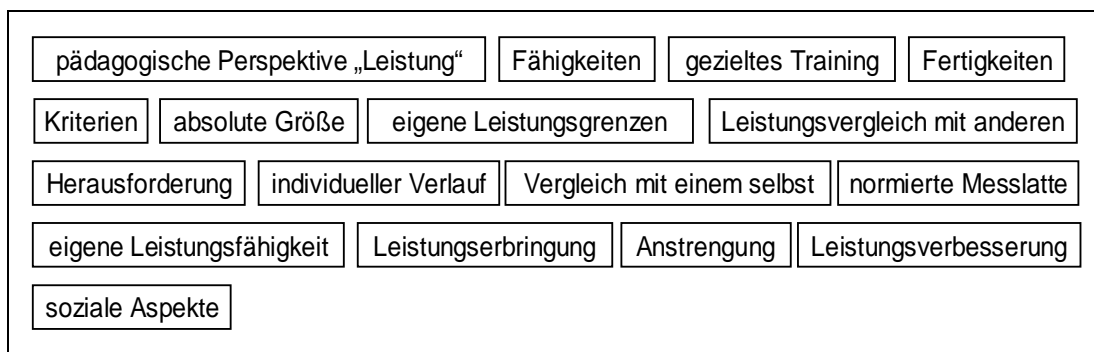 pädagogische Perspektive „Leistung“ Fähigkeiten gezieltes Training Fertigkeiten
Kriterien absolute Größe eigene Leistungsgrenzen Leistungsvergleich mit anderen
Herausforderung individueller Verlauf Vergleich mit einem selbst normierte Messlatte
eigene Leistungsfähigkeit Leistungserbringung Anstrengung Leistungsverbesserung
soziale Aspekte